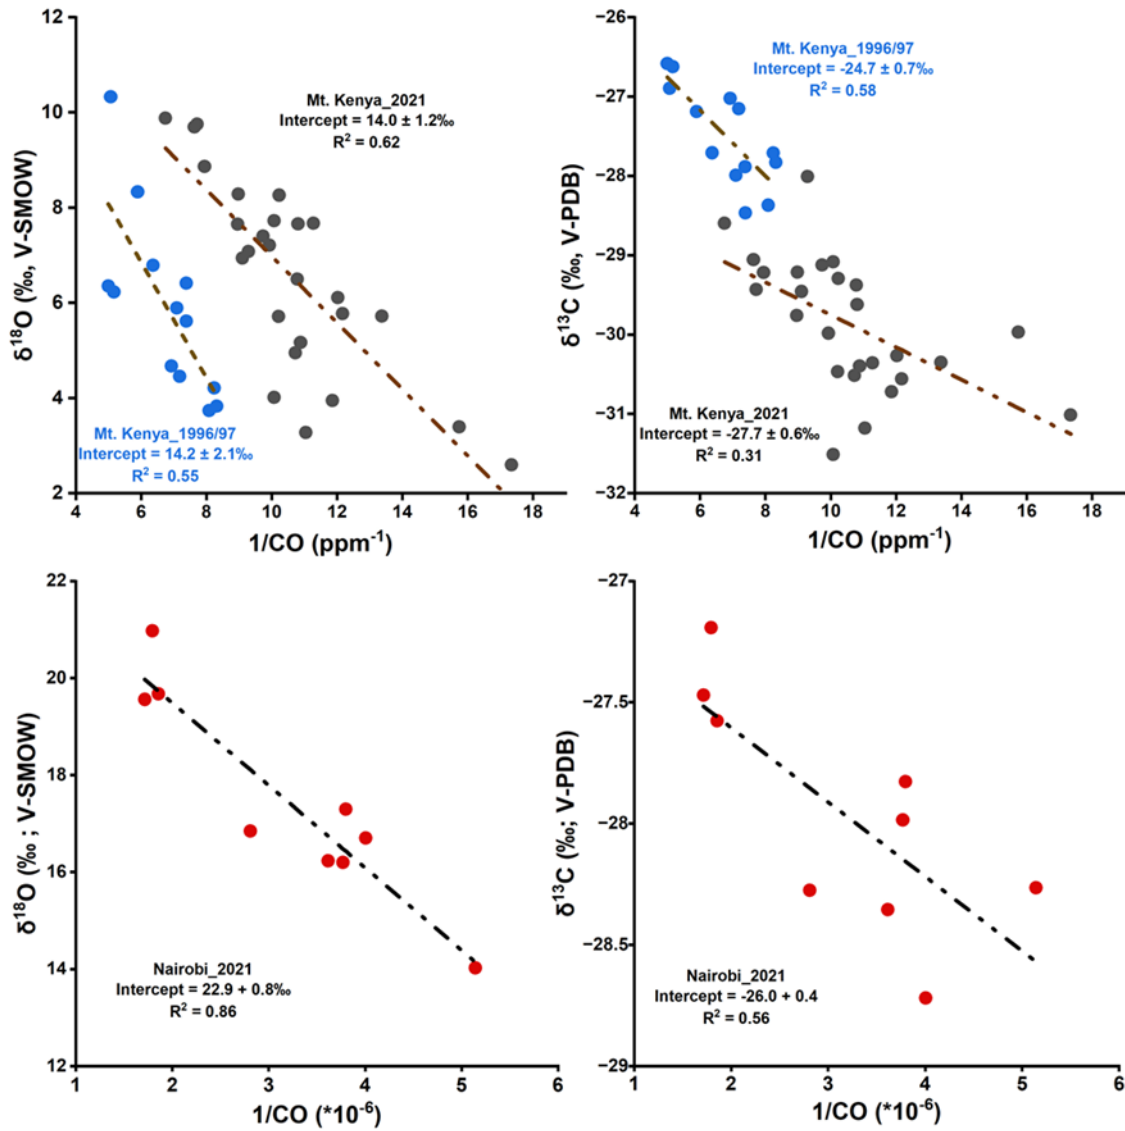 12
10
8
6
4
2
δ¹⁸O (‰, V-SMOW)
Mt. Kenya_2021
Intercept = 14.0 ± 1.2‰
R² = 0.62
Mt. Kenya_1996/97
Intercept = 14.2 ± 2.1‰
R² = 0.55
4 6 8 10 12 14 16 18
1/CO (ppm⁻¹)
−26
−27
−28
−29
−30
−31
−32
δ¹³C (‰, V-PDB)
Mt. Kenya_1996/97
Intercept = -24.7 ± 0.7‰
R² = 0.58
Mt. Kenya_2021
Intercept = -27.7 ± 0.6‰
R² = 0.31
4 6 8 10 12 14 16 18
1/CO (ppm⁻¹)
22
20
18
16
14
12
δ¹⁸O (‰ ; V-SMOW)
Nairobi_2021
Intercept = 22.9 + 0.8‰
R² = 0.86
1 2 3 4 5 6
1/CO (*10⁻⁶)
−27
−27.5
−28
−28.5
−29
δ¹³C (‰; V-PDB)
Nairobi_2021
Intercept = -26.0 + 0.4
R² = 0.56
1 2 3 4 5 6
1/CO (*10⁻⁶)